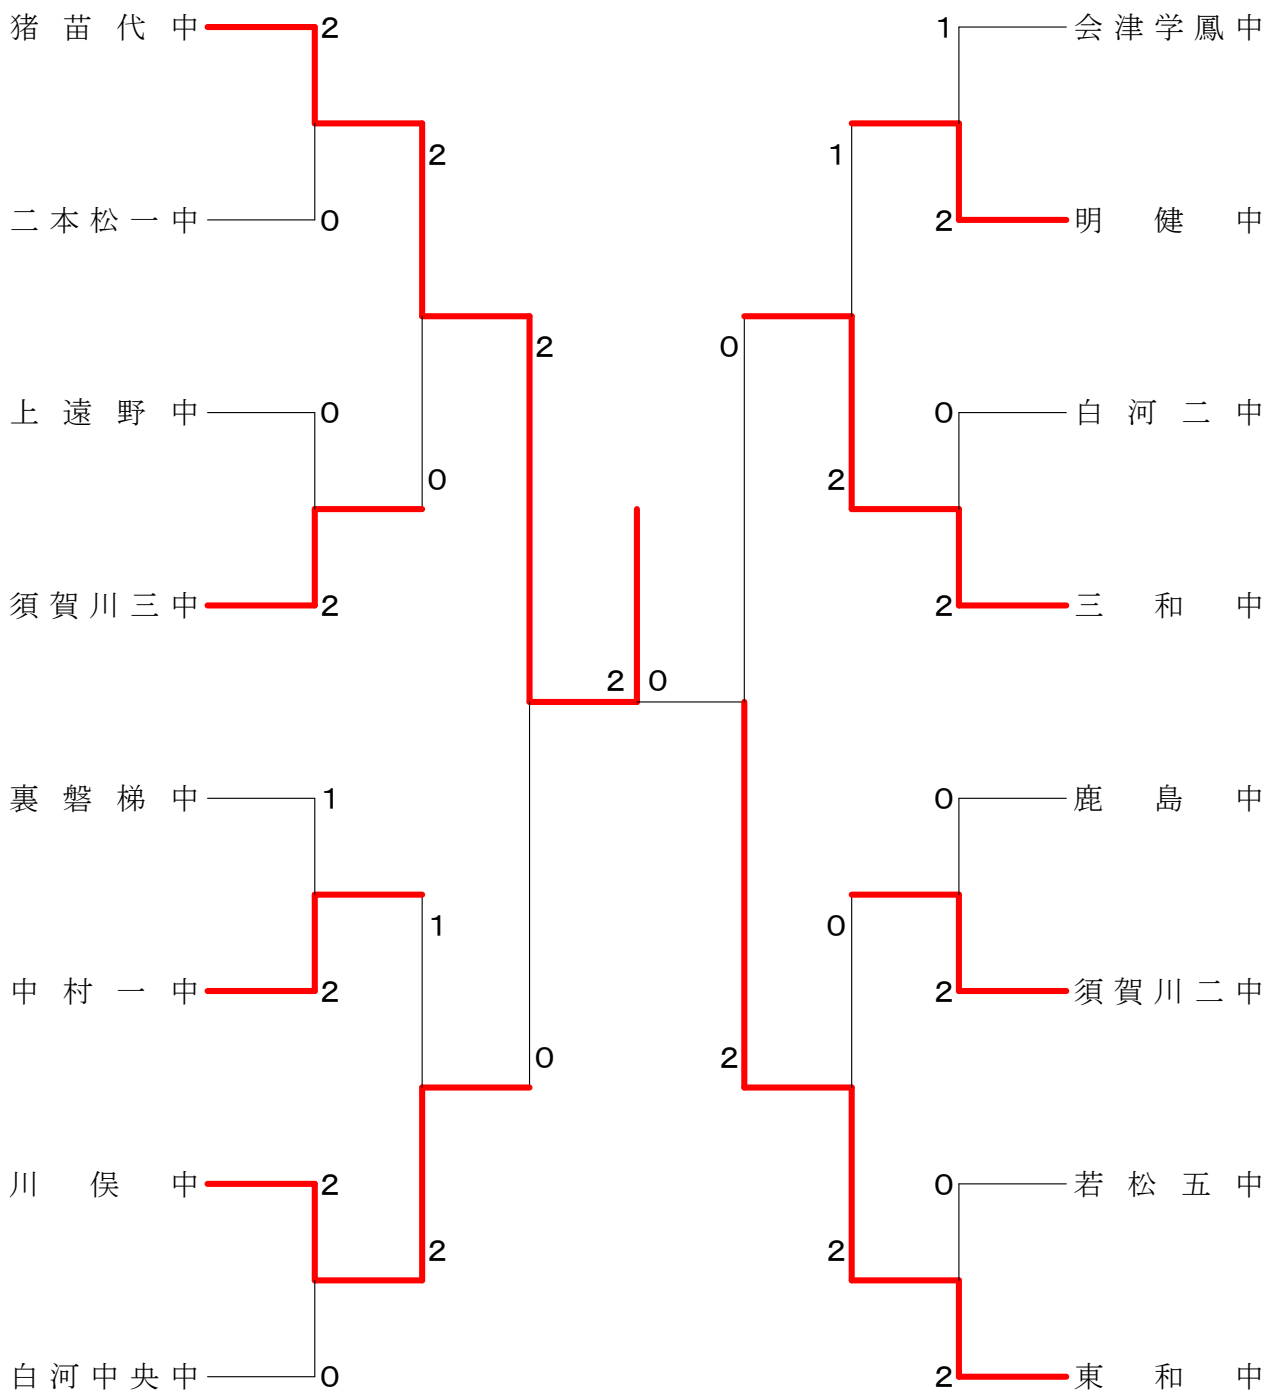 猪苗代中 2 1 会津学鳳中
2 1
二本松一中 0 2 明健中
2 0
上遠野中 0 0 白河二中
0 2
須賀川三中 2 2 三和中
2 0
裏磐梯中 1 0 鹿島中
1 0
中村一中 2 2 須賀川二中
0 2
川俣中 2 0 若松五中
2 2
白河中央中 0 2 東和中